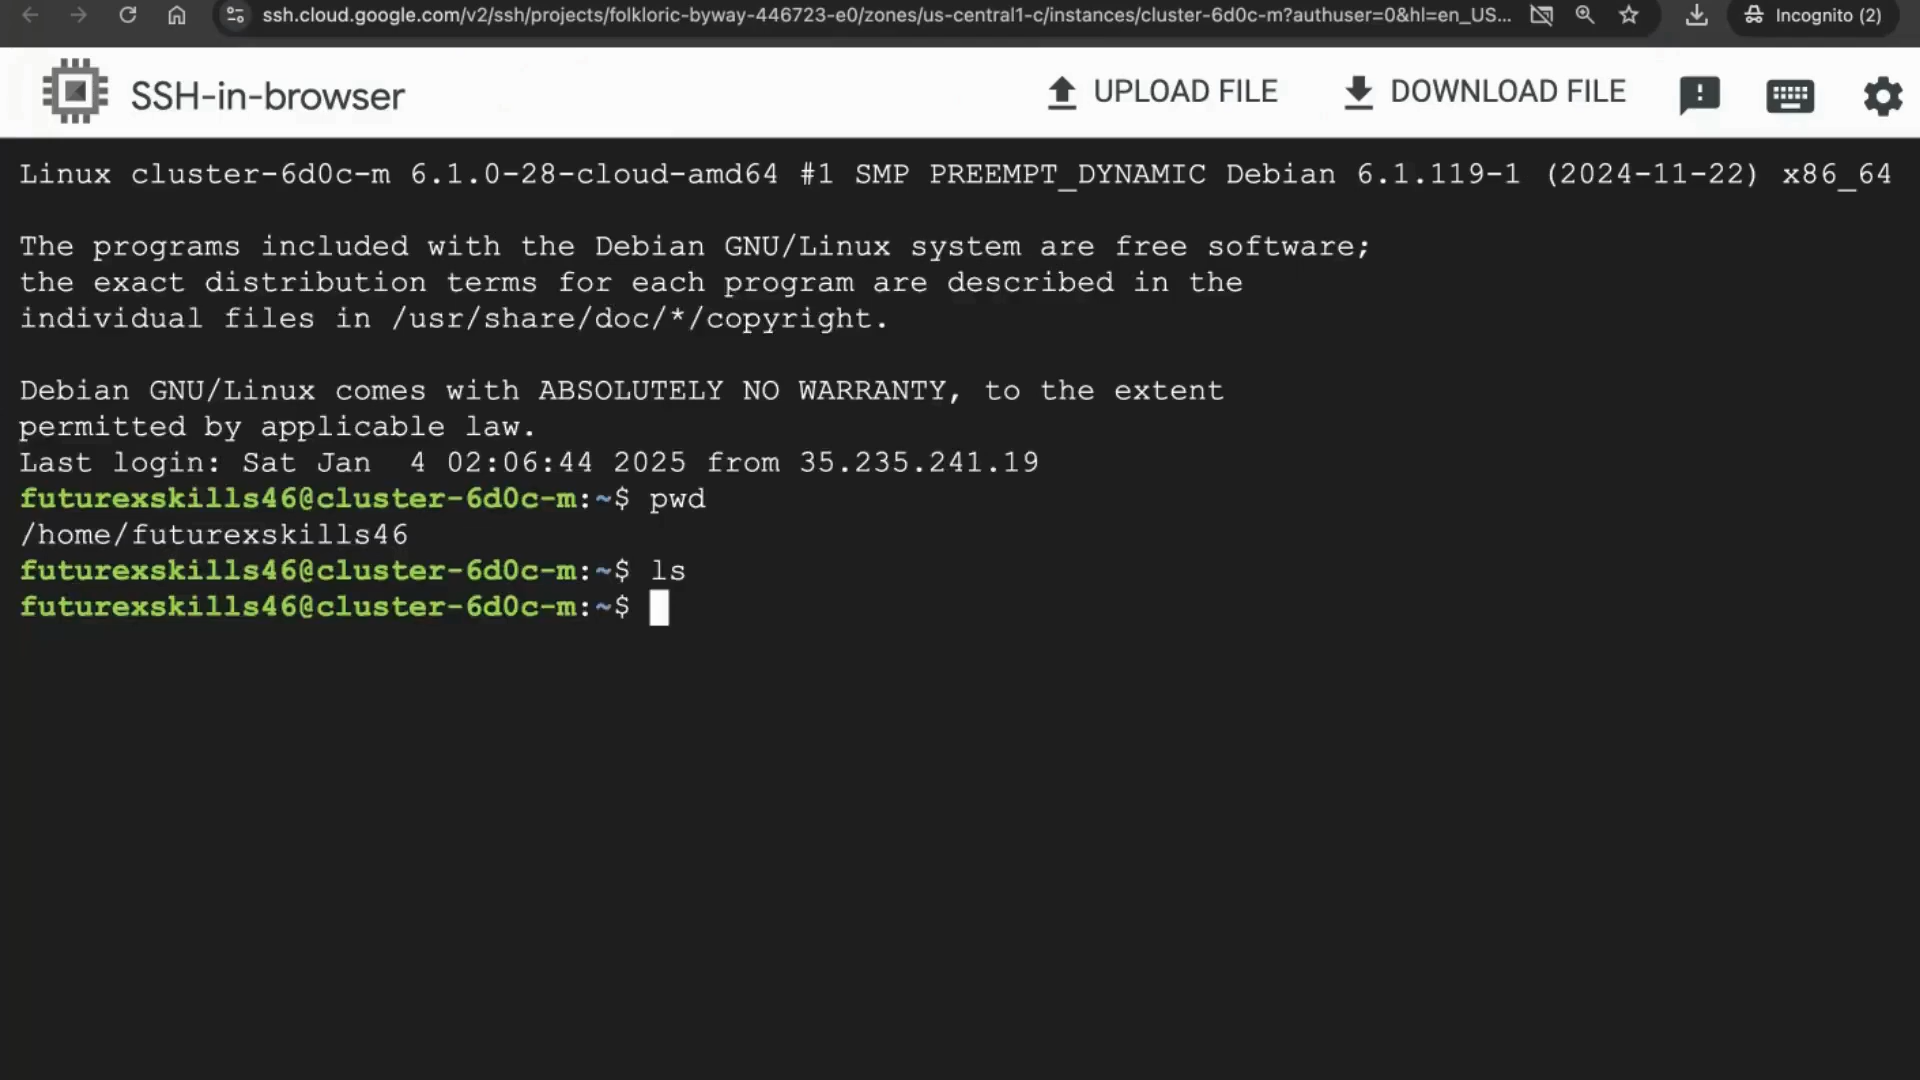 ssh.cloud.google.com/v2/ssh/projects/folkloric-byway-446723-e0/zones/us-central1-c/instances/cluster-6d0c-m?authuser=0&hl=en_US... Incognito (2)
SSH-in-browser UPLOAD FILE DOWNLOAD FILE
Linux cluster-6d0c-m 6.1.0-28-cloud-amd64 #1 SMP PREEMPT_DYNAMIC Debian 6.1.119-1 (2024-11-22) x86_64
The programs included with the Debian GNU/Linux system are free software;
the exact distribution terms for each program are described in the
individual files in /usr/share/doc/*/copyright.
Debian GNU/Linux comes with ABSOLUTELY NO WARRANTY, to the extent
permitted by applicable law.
Last login: Sat Jan  4 02:06:44 2025 from 35.235.241.19
futurexskills46@cluster-6d0c-m:~$ pwd
/home/futurexskills46
futurexskills46@cluster-6d0c-m:~$ ls
futurexskills46@cluster-6d0c-m:~$